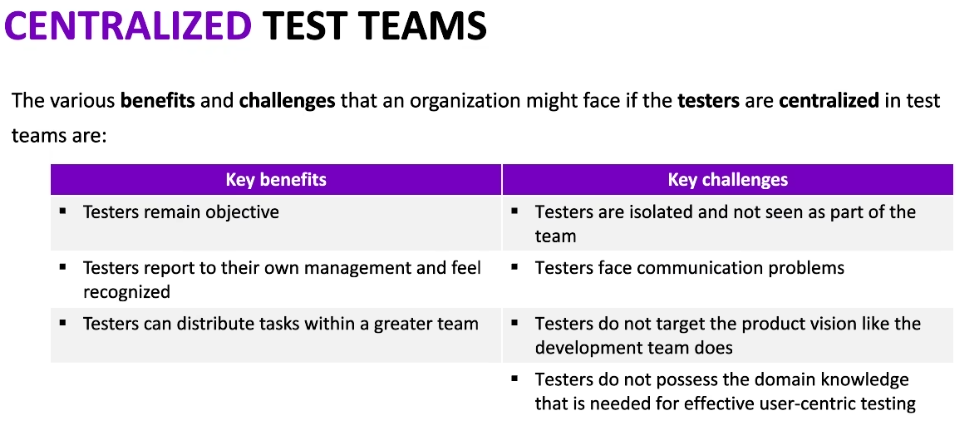 CENTRALIZED TEST TEAMS
The various benefits and challenges that an organization might face if the testers are centralized in test
teams are:
Key benefits
Key challenges
▪ Testers remain objective
▪ Testers are isolated and not seen as part of the
team
▪ Testers report to their own management and feel
recognized
▪ Testers face communication problems
▪ Testers can distribute tasks within a greater team
▪ Testers do not target the product vision like the
development team does
▪ Testers do not possess the domain knowledge
that is needed for effective user-centric testing